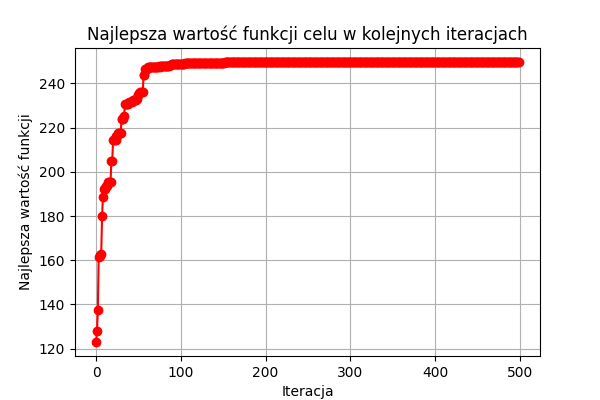 Najlepsza wartość funkcji celu w kolejnych iteracjach
Najlepsza wartość funkcji
240
220
200
180
160
140
120
0 100 200 300 400 500
Iteracja